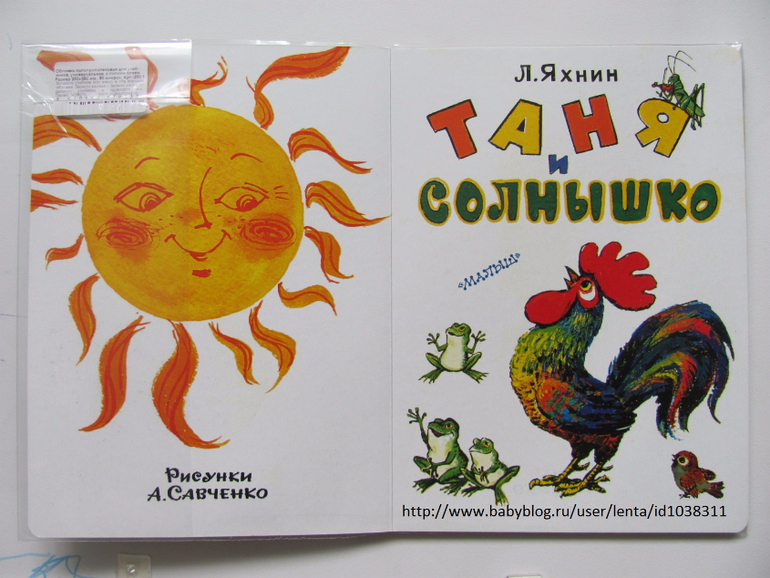 Рисунки
А.Савченко
Л.Яхнин
ТАНЯ
и
СОЛНЫШКО
"МАЛЫШ"
http://www.babyblog.ru/user/lenta/id1038311